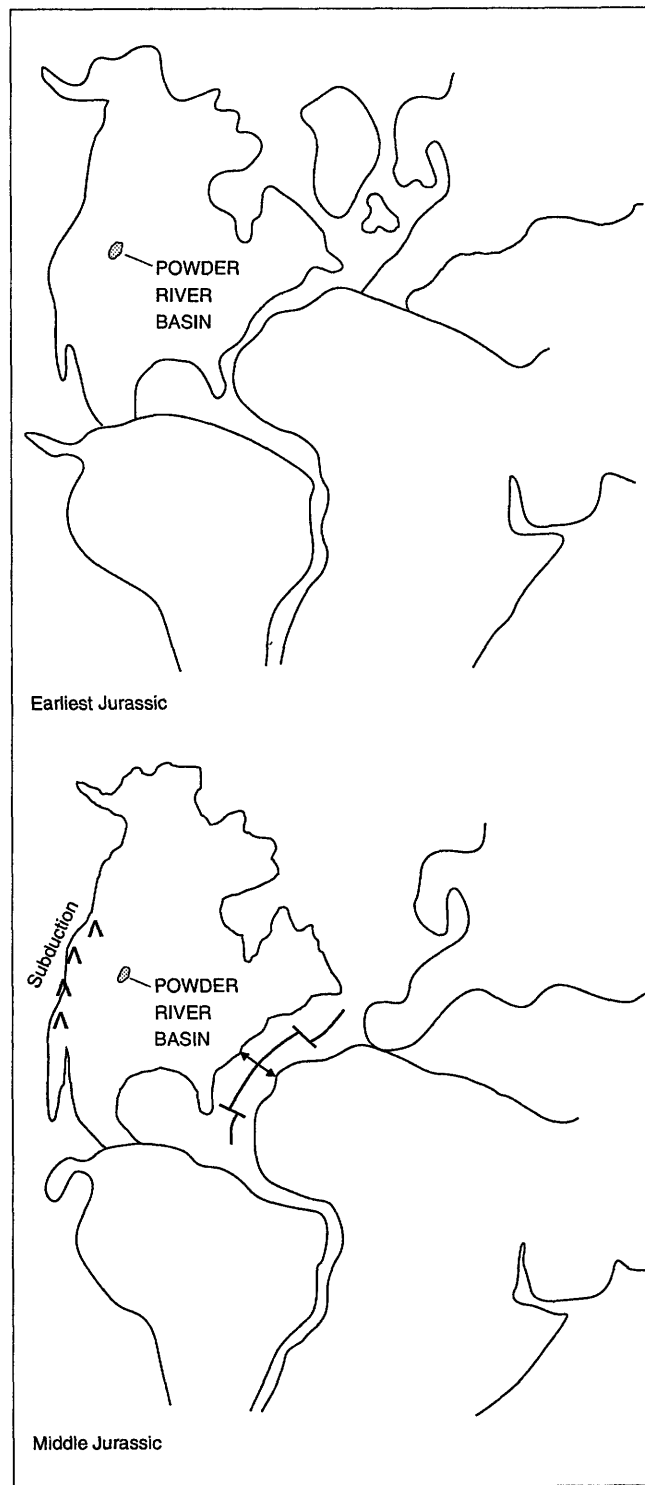 POWDER
RIVER
BASIN
Earliest Jurassic
Subduction
POWDER
RIVER
BASIN
Middle Jurassic